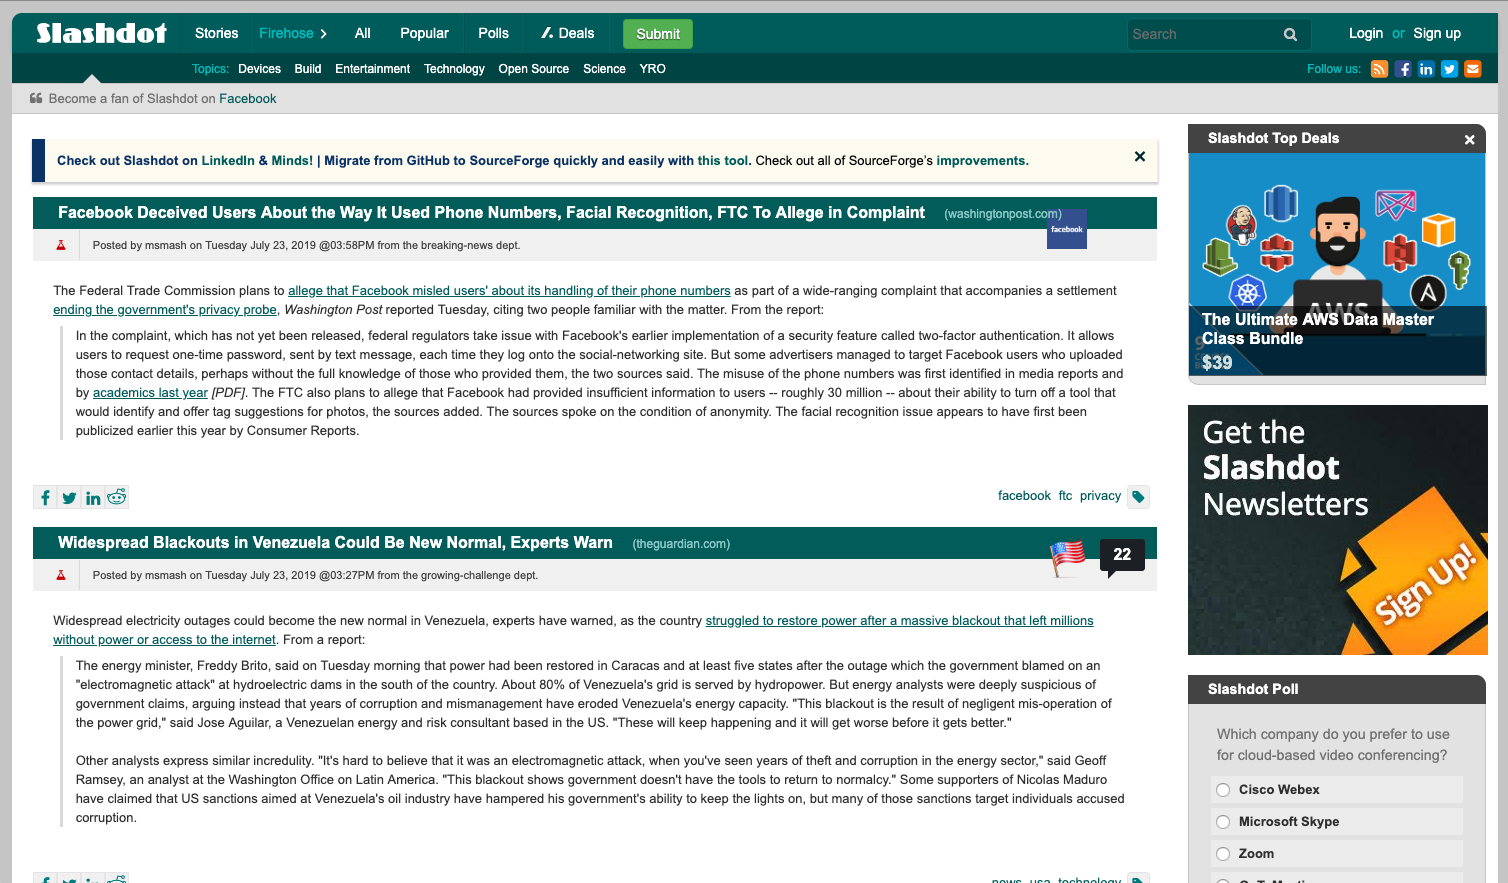 Slashdot Stories Firehose All Popular Polls Deals Submit Search Login or Sign up
Topics: Devices Build Entertainment Technology Open Source Science YRO Follow us:
Become a fan of Slashdot on Facebook
Check out Slashdot on LinkedIn & Minds! | Migrate from GitHub to SourceForge quickly and easily with this tool. Check out all of SourceForge's improvements.
Facebook Deceived Users About the Way It Used Phone Numbers, Facial Recognition, FTC To Allege in Complaint (washingtonpost.com)
facebook
Posted by msmash on Tuesday July 23, 2019 @03:58PM from the breaking-news dept.
The Federal Trade Commission plans to allege that Facebook misled users' about its handling of their phone numbers as part of a wide-ranging complaint that accompanies a settlement
ending the government's privacy probe, Washington Post reported Tuesday, citing two people familiar with the matter. From the report:
In the complaint, which has not yet been released, federal regulators take issue with Facebook's earlier implementation of a security feature called two-factor authentication. It allows
users to request one-time password, sent by text message, each time they log onto the social-networking site. But some advertisers managed to target Facebook users who uploaded
those contact details, perhaps without the full knowledge of those who provided them, the two sources said. The misuse of the phone numbers was first identified in media reports and
by academics last year [PDF]. The FTC also plans to allege that Facebook had provided insufficient information to users -- roughly 30 million -- about their ability to turn off a tool that
would identify and offer tag suggestions for photos, the sources added. The sources spoke on the condition of anonymity. The facial recognition issue appears to have first been
publicized earlier this year by Consumer Reports.
facebook ftc privacy
Widespread Blackouts in Venezuela Could Be New Normal, Experts Warn (theguardian.com)
22
Posted by msmash on Tuesday July 23, 2019 @03:27PM from the growing-challenge dept.
Widespread electricity outages could become the new normal in Venezuela, experts have warned, as the country struggled to restore power after a massive blackout that left millions
without power or access to the internet. From a report:
The energy minister, Freddy Brito, said on Tuesday morning that power had been restored in Caracas and at least five states after the outage which the government blamed on an
"electromagnetic attack" at hydroelectric dams in the south of the country. About 80% of Venezuela's grid is served by hydropower. But energy analysts were deeply suspicious of
government claims, arguing instead that years of corruption and mismanagement have eroded Venezuela's energy capacity. "This blackout is the result of negligent mis-operation of
the power grid," said Jose Aguilar, a Venezuelan energy and risk consultant based in the US. "These will keep happening and it will get worse before it gets better."
Other analysts express similar incredulity. "It's hard to believe that it was an electromagnetic attack, when you've seen years of theft and corruption in the energy sector," said Geoff
Ramsey, an analyst at the Washington Office on Latin America. "This blackout shows government doesn't have the tools to return to normalcy." Some supporters of Nicolas Maduro
have claimed that US sanctions aimed at Venezuela's oil industry have hampered his government's ability to keep the lights on, but many of those sanctions target individuals accused
corruption.
news usa technology
Slashdot Top Deals
AWS
The Ultimate AWS Data Master
Class Bundle
$39
Get the
Slashdot
Newsletters
Sign Up!
Slashdot Poll
Which company do you prefer to use
for cloud-based video conferencing?
Cisco Webex
Microsoft Skype
Zoom